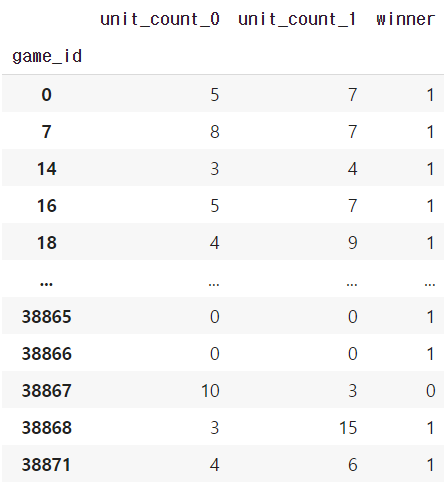 unit_count_0 unit_count_1 winner
game_id
0 5 7 1
7 8 7 1
14 3 4 1
16 5 7 1
18 4 9 1
... ... ... ...
38865 0 0 1
38866 0 0 1
38867 10 3 0
38868 3 15 1
38871 4 6 1